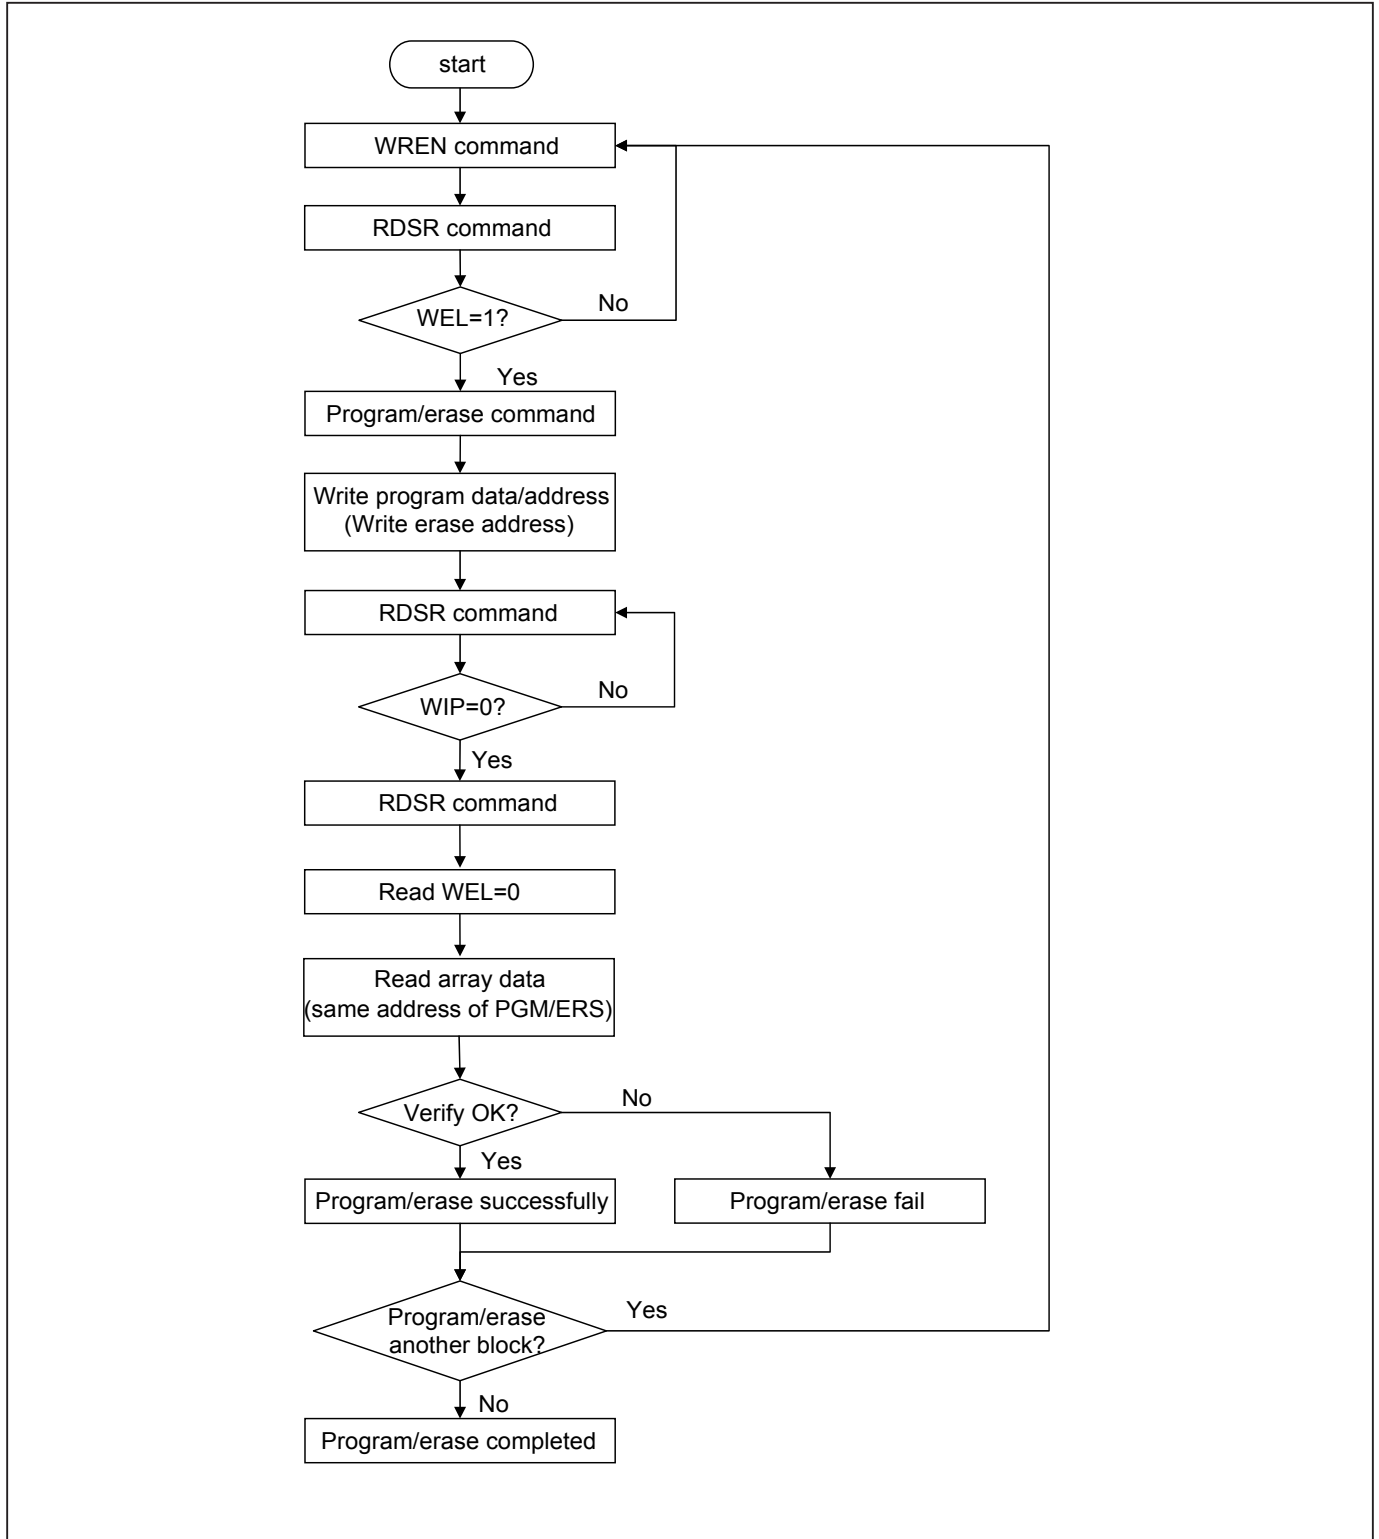 start
WREN command
RDSR command
WEL=1?
No
Yes
Program/erase command
Write program data/address
(Write erase address)
RDSR command
WIP=0?
No
Yes
RDSR command
Read WEL=0
Read array data
(same address of PGM/ERS)
Verify OK?
No
Yes
Program/erase successfully
Program/erase fail
Program/erase
another block?
Yes
No
Program/erase completed